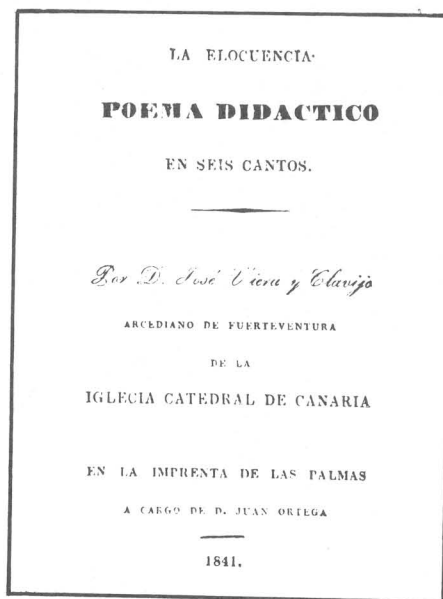 LA ELOCUENCIA·
POEMA DIDACTICO
EN SEIS CANTOS.
Por D. José Viera y Clavijo
ARCEDIANO DE FUERTEVENTURA
DE LA
IGLECIA CATEDRAL DE CANARIA
EN LA IMPRENTA DE LAS PALMAS
A CARGO DE D. JUAN ORTEGA
1841.